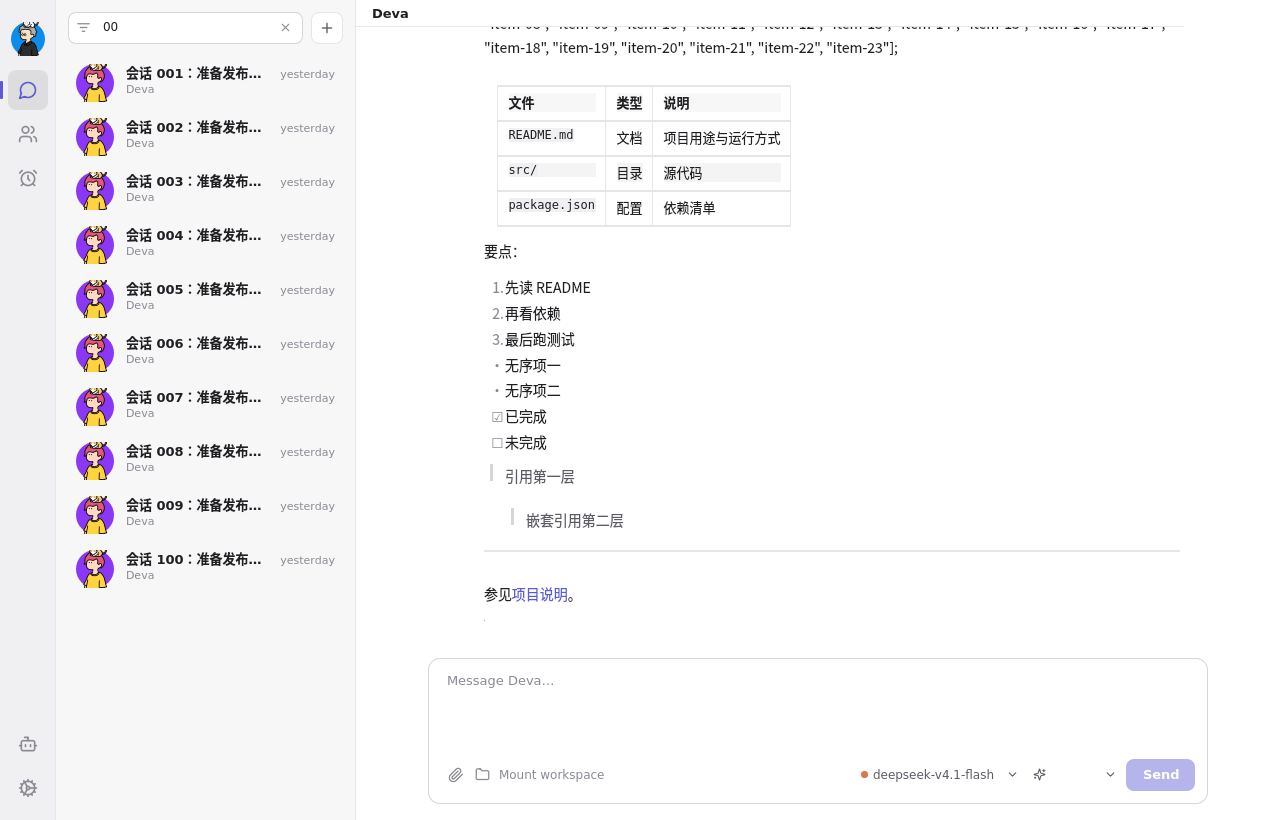 00
会话 001：准备发布…
yesterday
Deva
会话 002：准备发布…
yesterday
Deva
会话 003：准备发布…
yesterday
Deva
会话 004：准备发布…
yesterday
Deva
会话 005：准备发布…
yesterday
Deva
会话 006：准备发布…
yesterday
Deva
会话 007：准备发布…
yesterday
Deva
会话 008：准备发布…
yesterday
Deva
会话 009：准备发布…
yesterday
Deva
会话 100：准备发布…
yesterday
Deva
Deva
"item-18", "item-19", "item-20", "item-21", "item-22", "item-23"];
文件 类型 说明
README.md 文档 项目用途与运行方式
src/ 目录 源代码
package.json 配置 依赖清单
要点：
1. 先读 README
2. 再看依赖
3. 最后跑测试
• 无序项一
• 无序项二
☑ 已完成
☐ 未完成
引用第一层
嵌套引用第二层
参见项目说明。
Message Deva…
Mount workspace
deepseek-v4.1-flash
Send